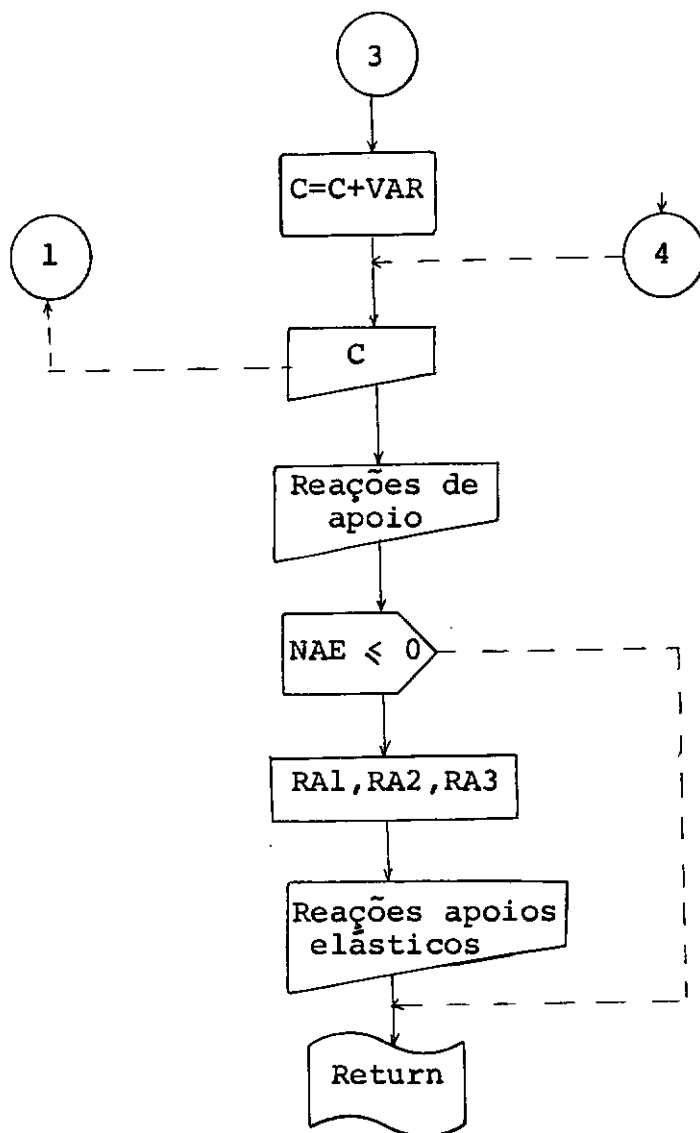 3
C=C+VAR
1
4
C
Reações de
apoio
NAE ⩽ 0
RA1,RA2,RA3
Reações apoios
elásticos
Return